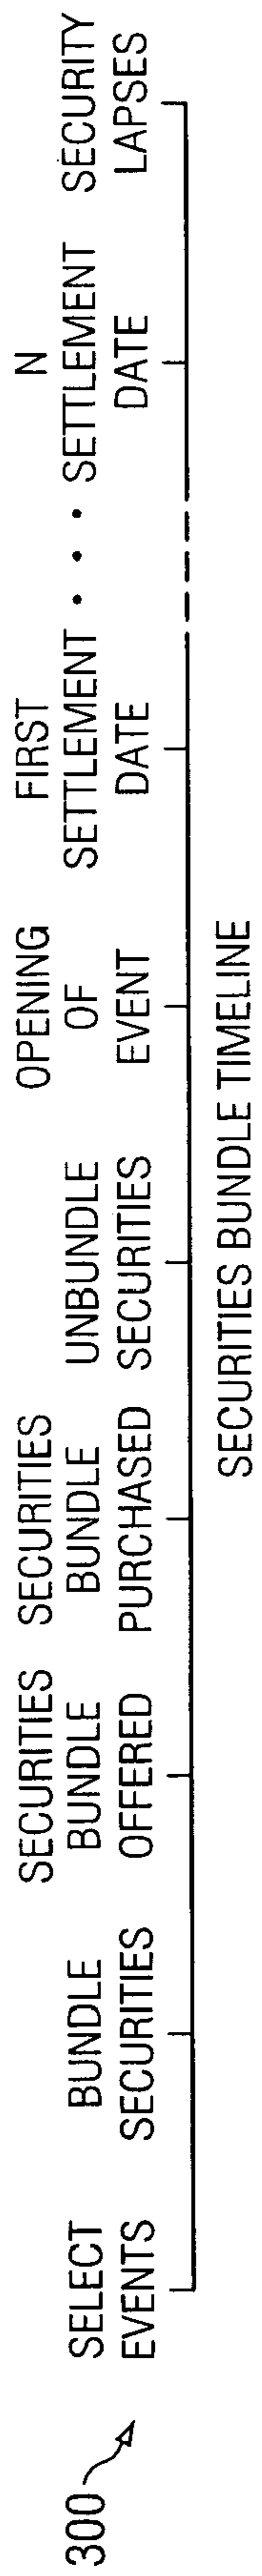 300
SELECT
EVENTS
BUNDLE
SECURITIES
SECURITIES
BUNDLE
OFFERED
SECURITIES
BUNDLE
PURCHASED
UNBUNDLE
SECURITIES
OPENING
OF
EVENT
FIRST
SETTLEMENT
DATE
• • •
N
SETTLEMENT
DATE
SECURITY
LAPSES
SECURITIES BUNDLE TIMELINE